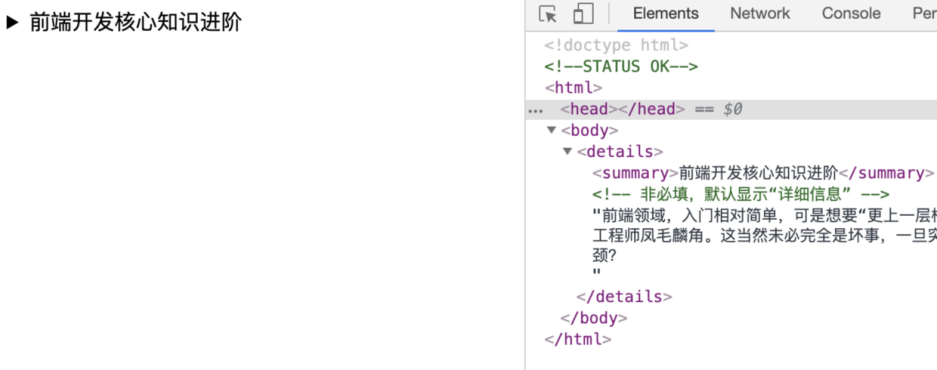 前端开发核心知识进阶
Elements Network Console
<!doctype html>
<!--STATUS OK-->
<html>
<head></head> == $0
<body>
<details>
<summary>前端开发核心知识进阶</summary>
<!-- 非必填，默认显示“详细信息” -->
"前端领域，入门相对简单，可是想要“更上一层
工程师凤毛麟角。这当然未必完全是坏事，一旦突
颈?
"
</details>
</body>
</html>